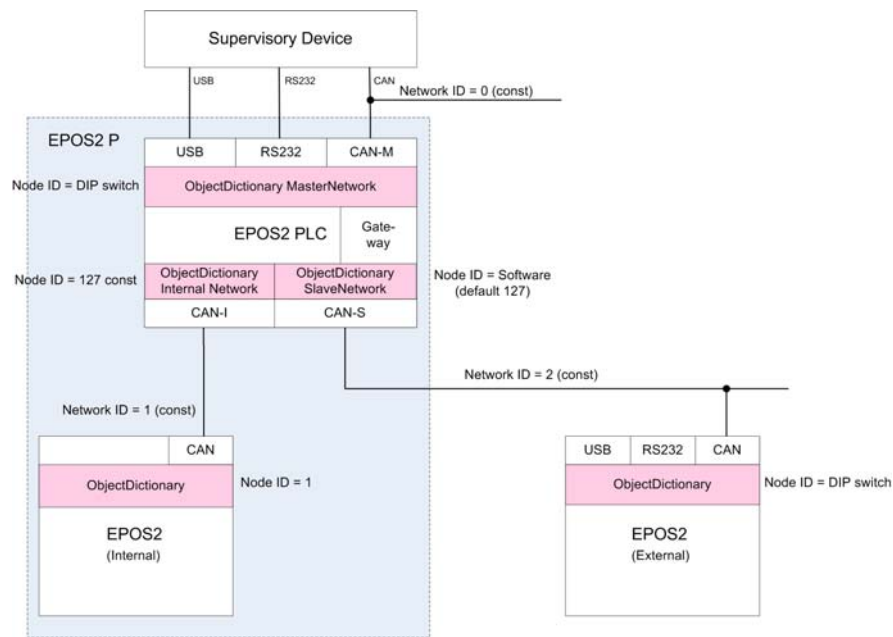 Supervisory Device
USB
RS232
CAN
Network ID = 0 (const)
EPOS2 P
USB
RS232
CAN-M
Node ID = DIP switch
ObjectDictionary MasterNetwork
EPOS2 PLC
Gate-
way
Node ID = 127 const
ObjectDictionary
Internal Network
ObjectDictionary
SlaveNetwork
Node ID = Software
(default 127)
CAN-I
CAN-S
Network ID = 2 (const)
Network ID = 1 (const)
CAN
ObjectDictionary
Node ID = 1
EPOS2
(Internal)
USB
RS232
CAN
ObjectDictionary
Node ID = DIP switch
EPOS2
(External)